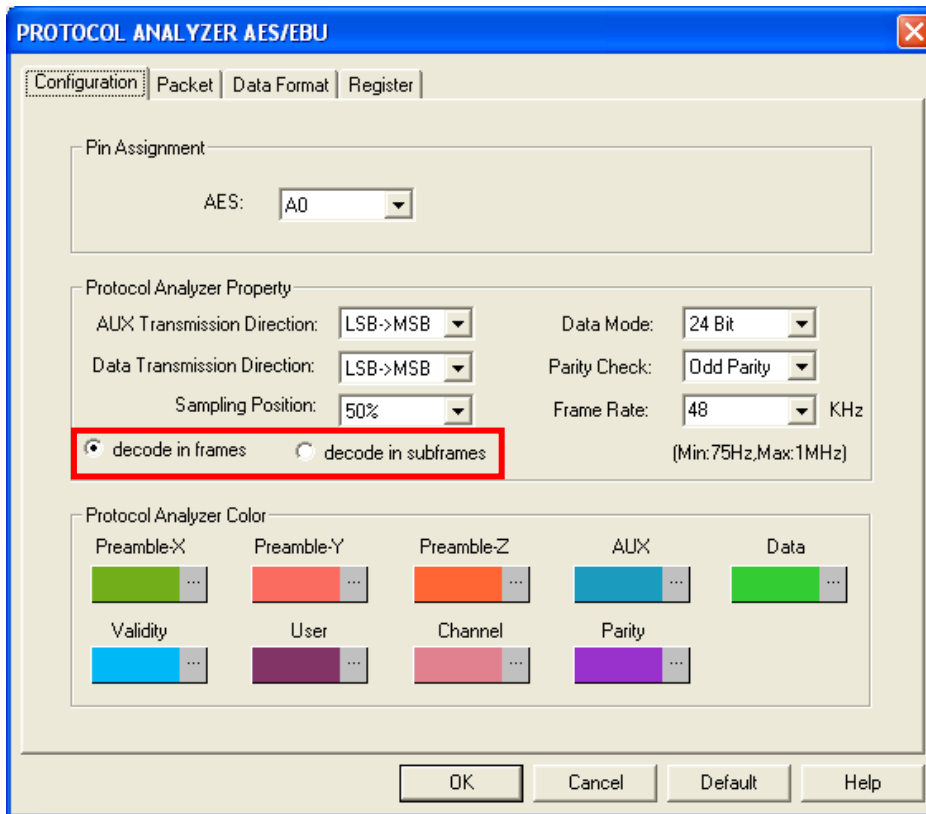 PROTOCOL ANALYZER AES/EBU
Configuration Packet Data Format Register
Pin Assignment
AES: A0
Protocol Analyzer Property
AUX Transmission Direction: LSB->MSB Data Mode: 24 Bit
Data Transmission Direction: LSB->MSB Parity Check: Odd Parity
Sampling Position: 50% Frame Rate: 48 KHz
decode in frames decode in subframes (Min:75Hz,Max:1MHz)
Protocol Analyzer Color
Preamble-X Preamble-Y Preamble-Z AUX Data
... ... ... ... ...
Validity User Channel Parity
... ... ... ...
OK Cancel Default Help